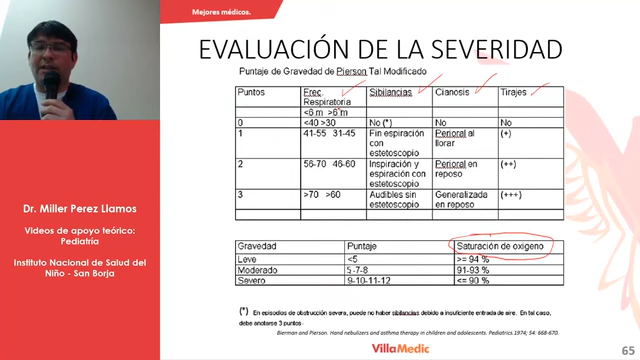 Mejores médicos.
EVALUACIÓN DE LA SEVERIDAD
Puntaje de Gravedad de Pierson Tal Modificado
Puntos Frec. Respiratoria Sibilancias Cianosis Tirajes
<6 m >6 m
0 <40 >30 No (*) No No
1 41-55 31-45 Fin espiración con estetoscopio Perioral al llorar (+)
2 56-70 46-60 Inspiración y espiración con estetoscopio Perioral en reposo (++)
3 >70 >60 Audibles sin estetoscopio Generalizada en reposo (+++)
Gravedad Puntaje Saturación de oxigeno
Leve <5 >= 94 %
Moderado 5-7-8 91-93 %
Severo 9-10-11-12 <= 90 %
(*) En episodios de obstrucción severa, puede no haber sibilancias debido a insuficiente entrada de aire. En tal caso,
debe anotarse 3 puntos.
Bierman and Pierson. Hand nebulizers and asthma therapy in children and adolescents. Pediatrics.1974; 54: 668-670.
Dr. Miller Perez Llamos
Videos de apoyo teórico:
Pediatría
Instituto Nacional de Salud del
Niño - San Borja
VillaMedic
65